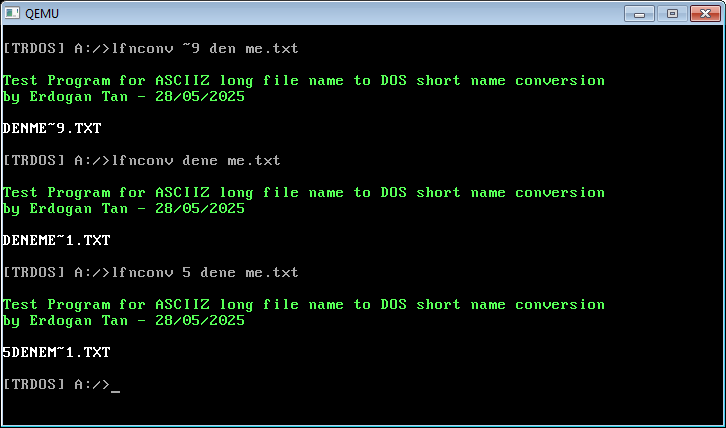 QEMU
[TRDOS] A:/>lfnconv ~9 den me.txt
Test Program for ASCIIZ long file name to DOS short name conversion
by Erdogan Tan - 28/05/2025
DENME~9.TXT
[TRDOS] A:/>lfnconv dene me.txt
Test Program for ASCIIZ long file name to DOS short name conversion
by Erdogan Tan - 28/05/2025
DENEME~1.TXT
[TRDOS] A:/>lfnconv 5 dene me.txt
Test Program for ASCIIZ long file name to DOS short name conversion
by Erdogan Tan - 28/05/2025
5DENEM~1.TXT
[TRDOS] A:/>_